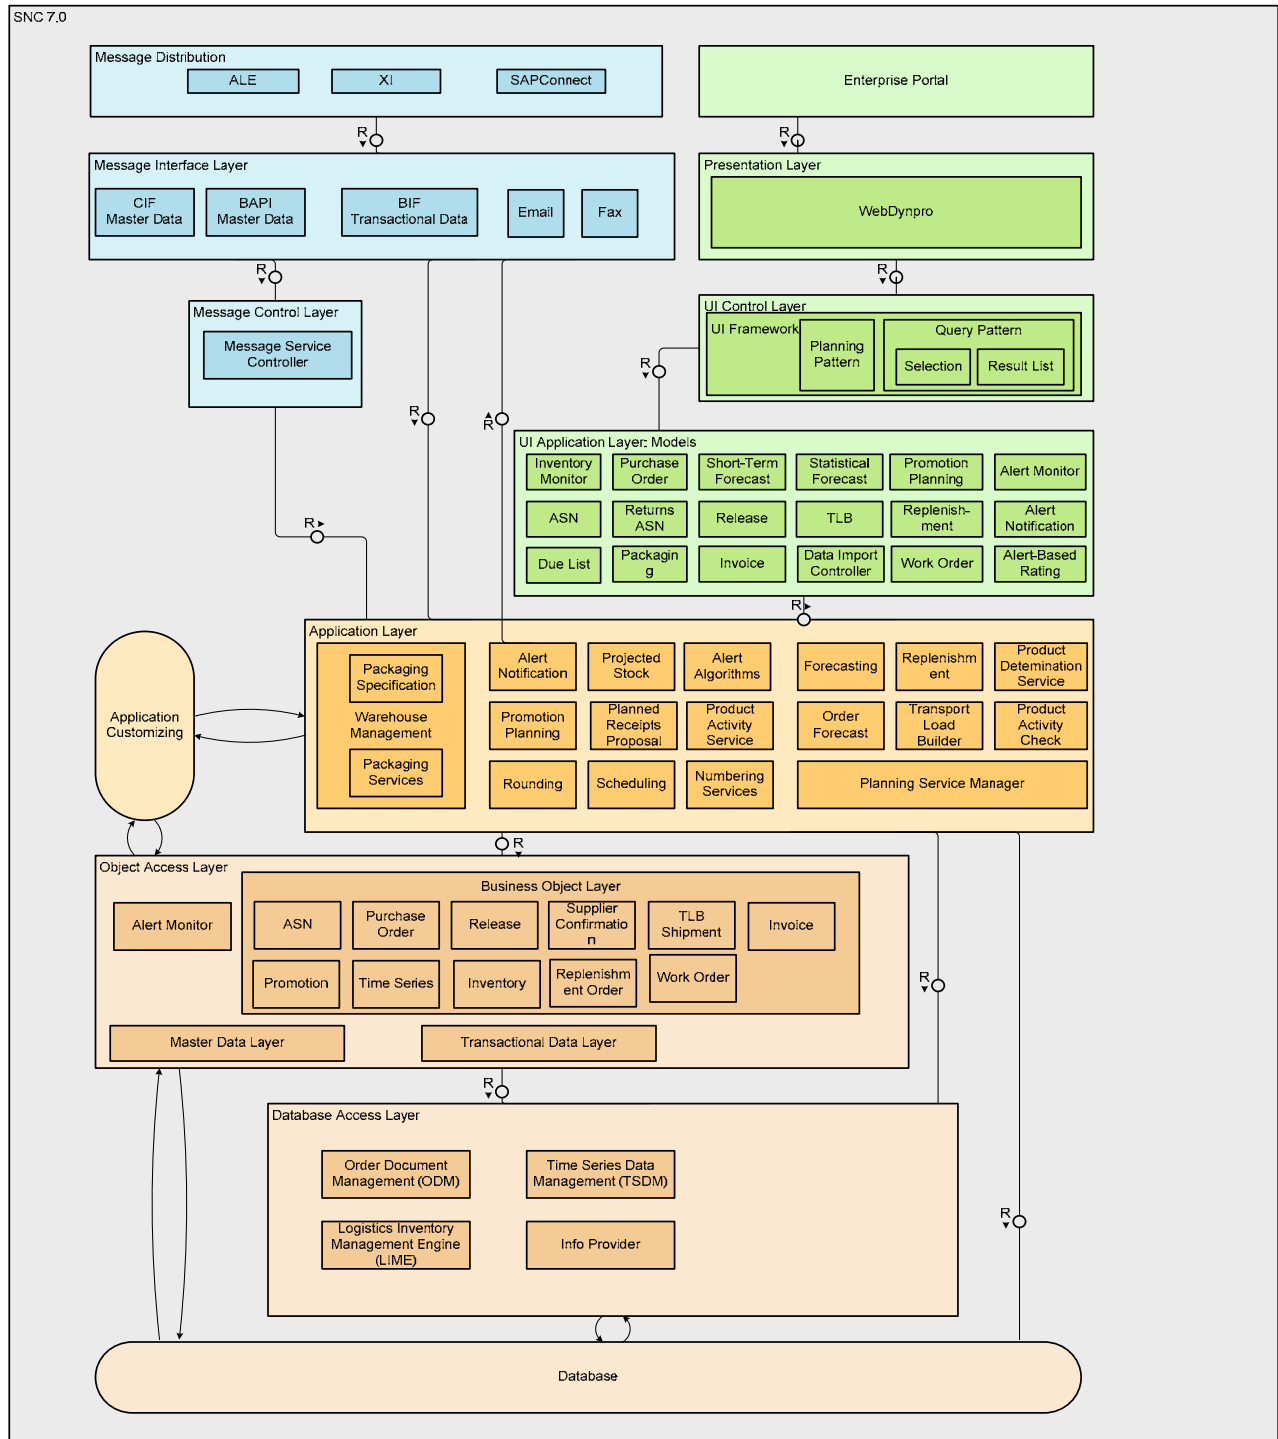 SNC 7.0
Message Distribution
ALE
XI
SAPConnect
Enterprise Portal
R
R
Message Interface Layer
CIF
Master Data
BAPI
Master Data
BIF
Transactional Data
Email
Fax
Presentation Layer
WebDynpro
R
R
Message Control Layer
Message Service
Controller
UI Control Layer
UI Framework
Planning
Pattern
Query Pattern
Selection
Result List
R
R
R
UI Application Layer: Models
Inventory
Monitor
Purchase
Order
Short-Term
Forecast
Statistical
Forecast
Promotion
Planning
Alert Monitor
ASN
Returns
ASN
Release
TLB
Replenish-
ment
Alert
Notification
Due List
Packagin
g
Invoice
Data Import
Controller
Work Order
Alert-Based
Rating
R
R
Application Layer
Packaging
Specification
Warehouse
Management
Packaging
Services
Alert
Notification
Projected
Stock
Alert
Algorithms
Forecasting
Replenishm
ent
Product
Detemination
Service
Promotion
Planning
Planned
Receipts
Proposal
Product
Activity
Service
Order
Forecast
Transport
Load
Builder
Product
Activity
Check
Rounding
Scheduling
Numbering
Services
Planning Service Manager
Application
Customizing
R
Object Access Layer
Alert Monitor
Business Object Layer
ASN
Purchase
Order
Release
Supplier
Confirmatio
n
TLB
Shipment
Invoice
Promotion
Time Series
Inventory
Replenishm
ent Order
Work Order
R
Master Data Layer
Transactional Data Layer
R
Database Access Layer
Order Document
Management (ODM)
Time Series Data
Management (TSDM)
Logistics Inventory
Management Engine
(LIME)
Info Provider
R
Database